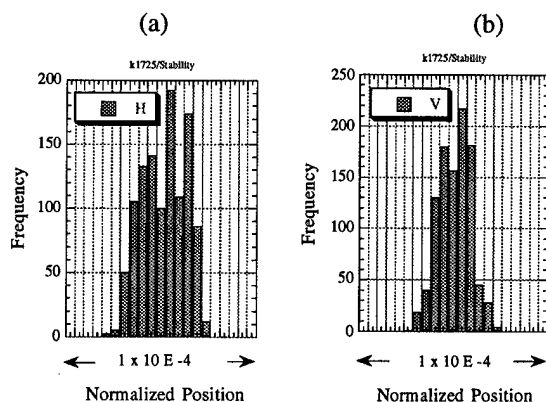 (a)
k1725/Stability
H
200
150
100
50
0
Frequency
1 x 10 E -4
Normalized Position
(b)
k1725/Stability
V
250
200
150
100
50
0
Frequency
1 x 10 E -4
Normalized Position